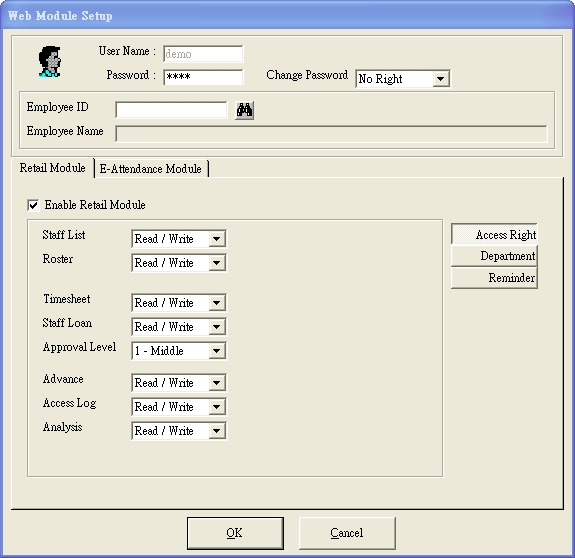 Web Module Setup
User Name : demo
Password : **** Change Password No Right
Employee ID
Employee Name
Retail Module E-Attendance Module
Enable Retail Module
Staff List Read / Write Access Right
Roster Read / Write Department
Reminder
Timesheet Read / Write
Staff Loan Read / Write
Approval Level 1 - Middle
Advance Read / Write
Access Log Read / Write
Analysis Read / Write
OK Cancel